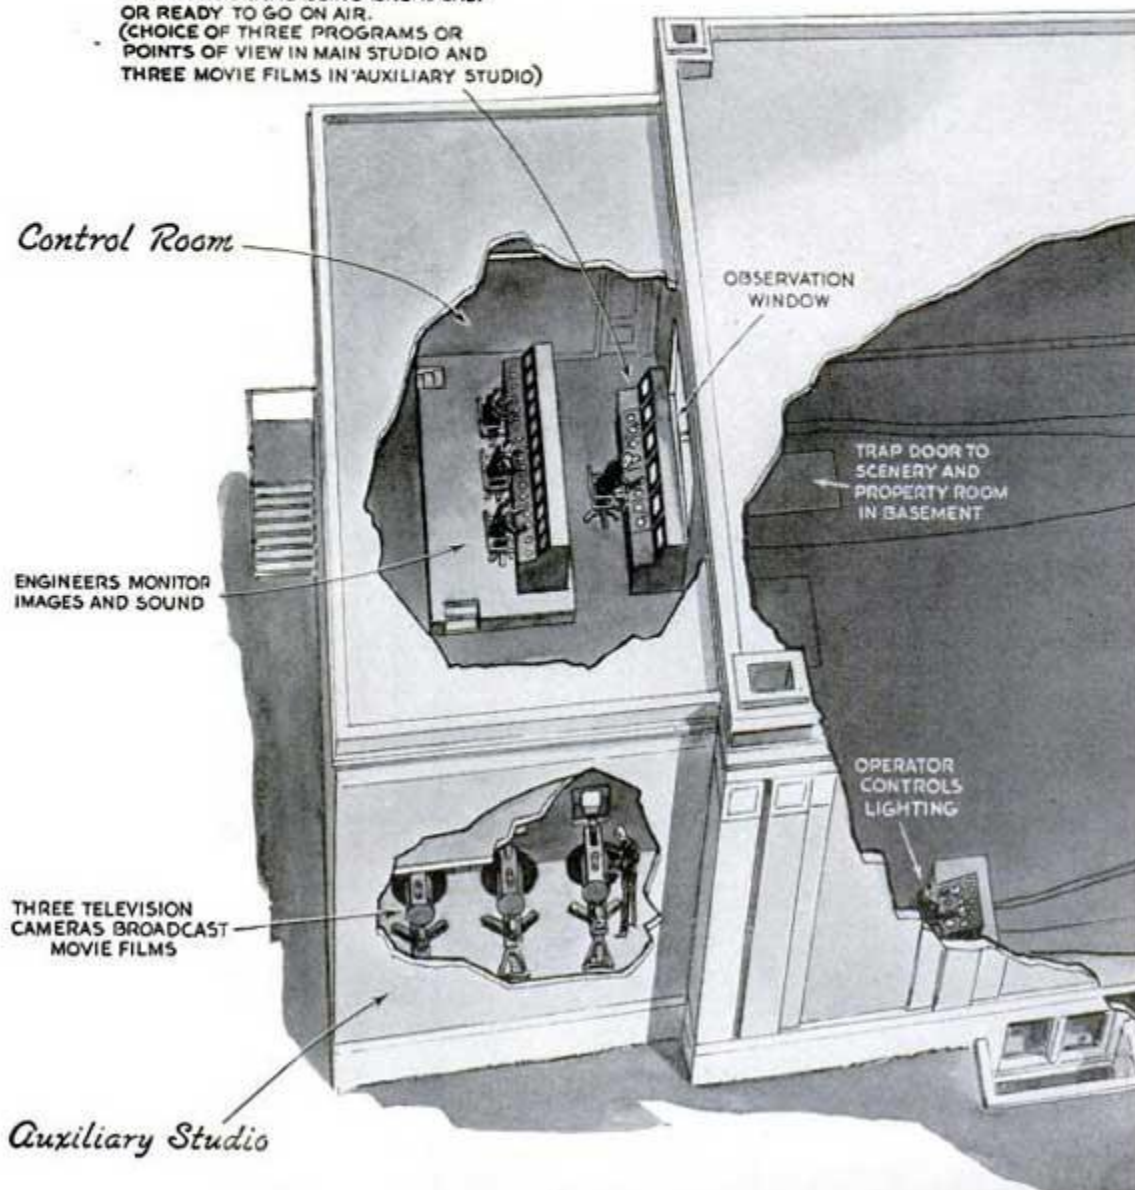 OR READY TO GO ON AIR.
(CHOICE OF THREE PROGRAMS OR
POINTS OF VIEW IN MAIN STUDIO AND
THREE MOVIE FILMS IN AUXILIARY STUDIO)
Control Room
OBSERVATION
WINDOW
TRAP DOOR TO
SCENERY AND
PROPERTY ROOM
IN BASEMENT
ENGINEERS MONITOR
IMAGES AND SOUND
OPERATOR
CONTROLS
LIGHTING
THREE TELEVISION
CAMERAS BROADCAST
MOVIE FILMS
Auxiliary Studio